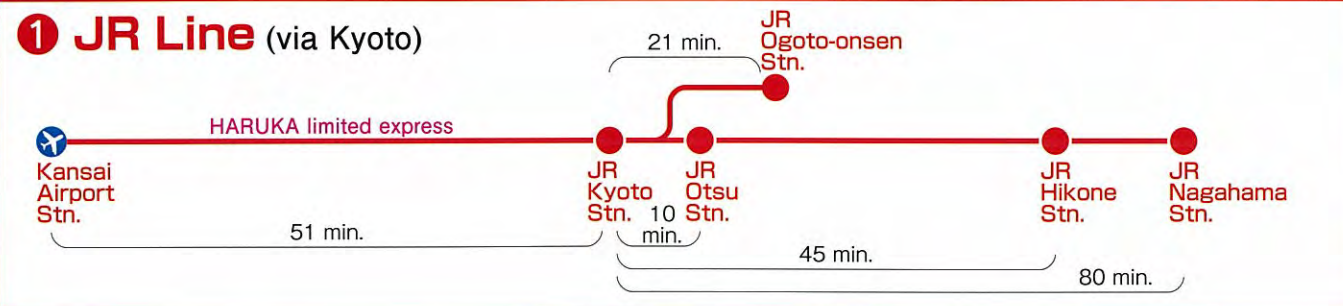 1 JR Line (via Kyoto)
21 min.
JR
Ogoto-onsen
Stn.
HARUKA limited express
Kansai
Airport
Stn.
JR
Kyoto
Stn.
JR
Otsu
Stn.
JR
Hikone
Stn.
JR
Nagahama
Stn.
51 min.
10
min.
45 min.
80 min.